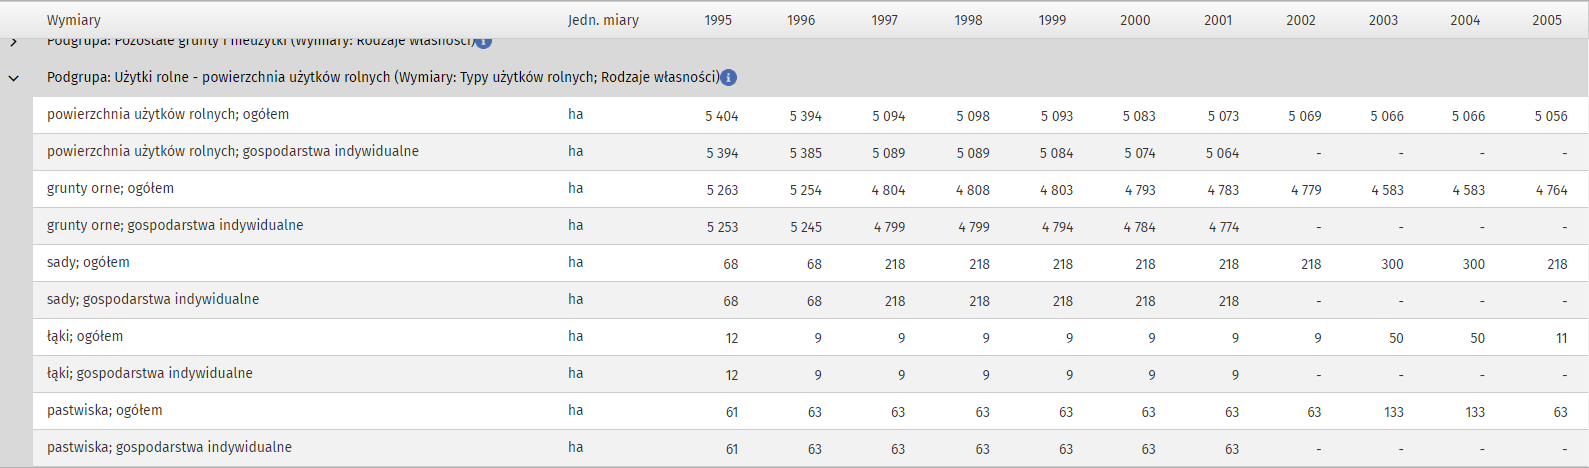 Wymiary Jedn. miary 1995 1996 1997 1998 1999 2000 2001 2002 2003 2004 2005
Podgrupa: Pozostałe grunty i nieużytki (Wymiary: Rodzaje własności)
Podgrupa: Użytki rolne - powierzchnia użytków rolnych (Wymiary: Typy użytków rolnych; Rodzaje własności)
powierzchnia użytków rolnych; ogółem ha 5 404 5 394 5 094 5 098 5 093 5 083 5 073 5 069 5 066 5 066 5 056
powierzchnia użytków rolnych; gospodarstwa indywidualne ha 5 394 5 385 5 089 5 089 5 084 5 074 5 064 - - - -
grunty orne; ogółem ha 5 263 5 254 4 804 4 808 4 803 4 793 4 783 4 779 4 583 4 583 4 764
grunty orne; gospodarstwa indywidualne ha 5 253 5 245 4 799 4 799 4 794 4 784 4 774 - - - -
sady; ogółem ha 68 68 218 218 218 218 218 218 300 300 218
sady; gospodarstwa indywidualne ha 68 68 218 218 218 218 218 - - - -
łąki; ogółem ha 12 9 9 9 9 9 9 9 50 50 11
łąki; gospodarstwa indywidualne ha 12 9 9 9 9 9 9 - - - -
pastwiska; ogółem ha 61 63 63 63 63 63 63 63 133 133 63
pastwiska; gospodarstwa indywidualne ha 61 63 63 63 63 63 63 - - - -